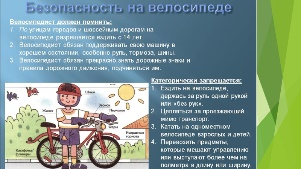 Безопасность на велосипеде
Велосипедист должен помнить:
1. По улицам городов и шоссейным дорогам на
велосипеде разрешается ездить с 14 лет.
2. Велосипедист обязан поддерживать свою машину в
хорошем состоянии, особенно руль, тормоза, шины.
3. Велосипедист обязан прекрасно знать дорожные знаки и
правила дорожного движения, подчиняться им.
Категорически запрещается:
1. Ездить на велосипеде,
держась за руль одной рукой
или «без рук».
2. Цепляться за проезжающий
мимо транспорт.
3. Катать на одноместном
велосипеде взрослых и детей.
4. Перевозить предметы,
которые мешают управлению
или выступают более чем на
полметра в длину или ширину